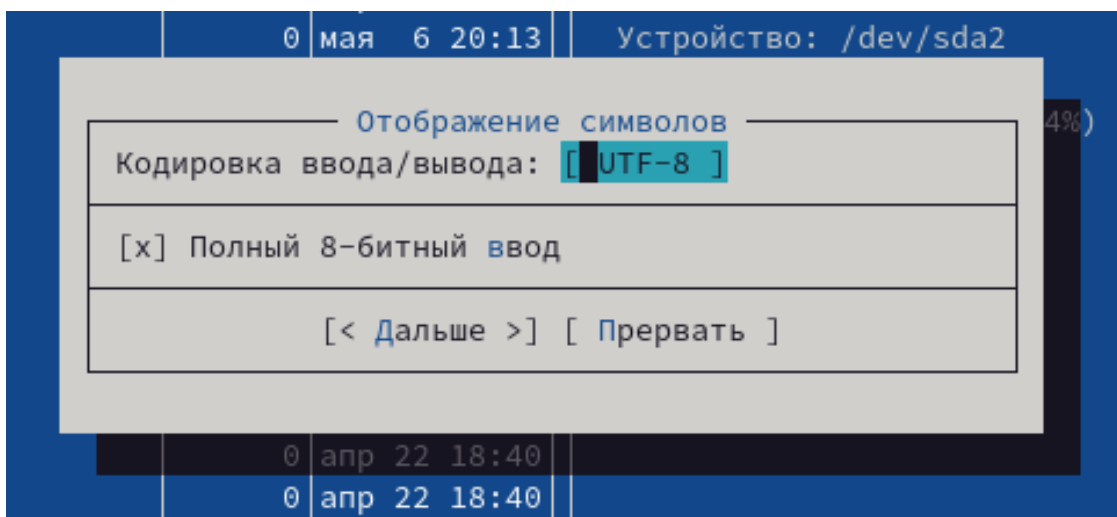 0 мая 6 20:13 Устройство: /dev/sda2
Отображение символов 4%)
Кодировка ввода/вывода: [ UTF-8 ]
[x] Полный 8-битный ввод
[< Дальше >] [ Прервать ]
0 апр 22 18:40
0 апр 22 18:40